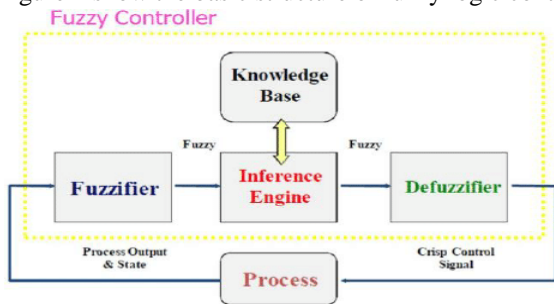 Fuzzy Controller
Knowledge
Base
Fuzzy
Fuzzy
Fuzzifier
Inference
Engine
Defuzzifier
Process Output
& State
Crisp Control
Signal
Process